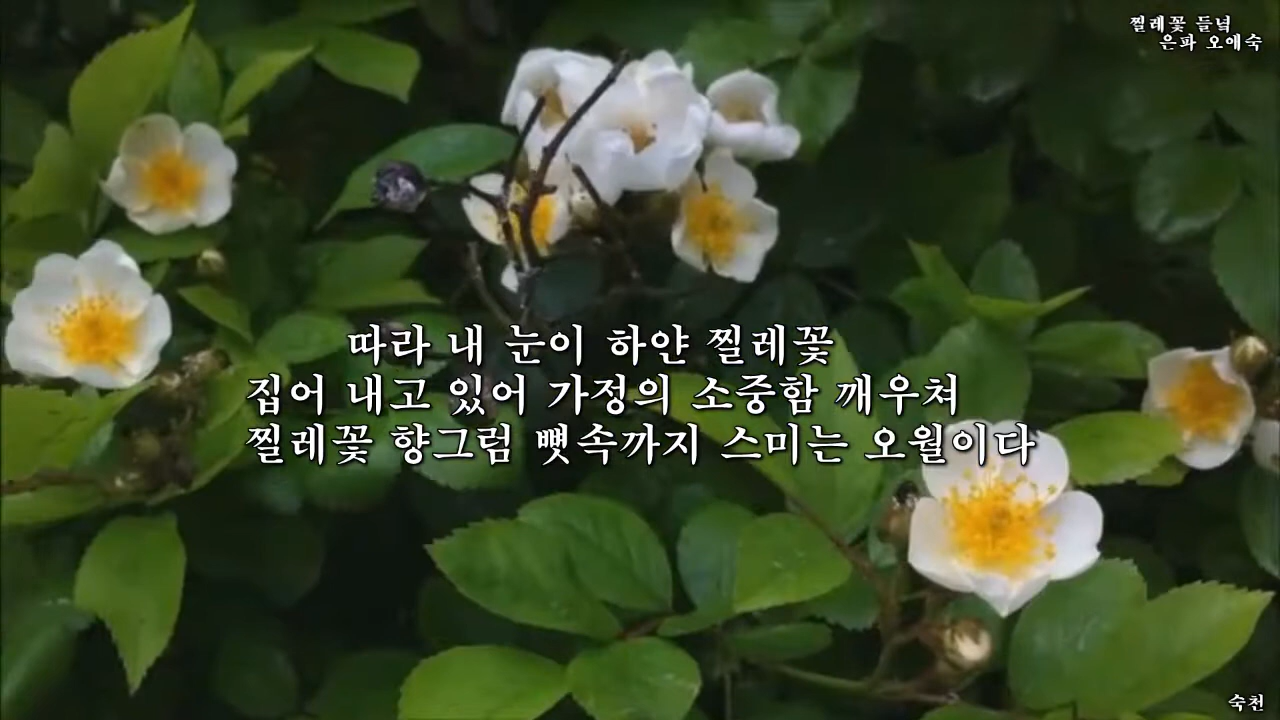 찔레꽃 들녘
은파 오애숙
따라 내 눈이 하얀 찔레꽃
집어 내고 있어 가정의 소중함 깨우쳐
찔레꽃 향그럼 뼛속까지 스미는 오월이다
숙천